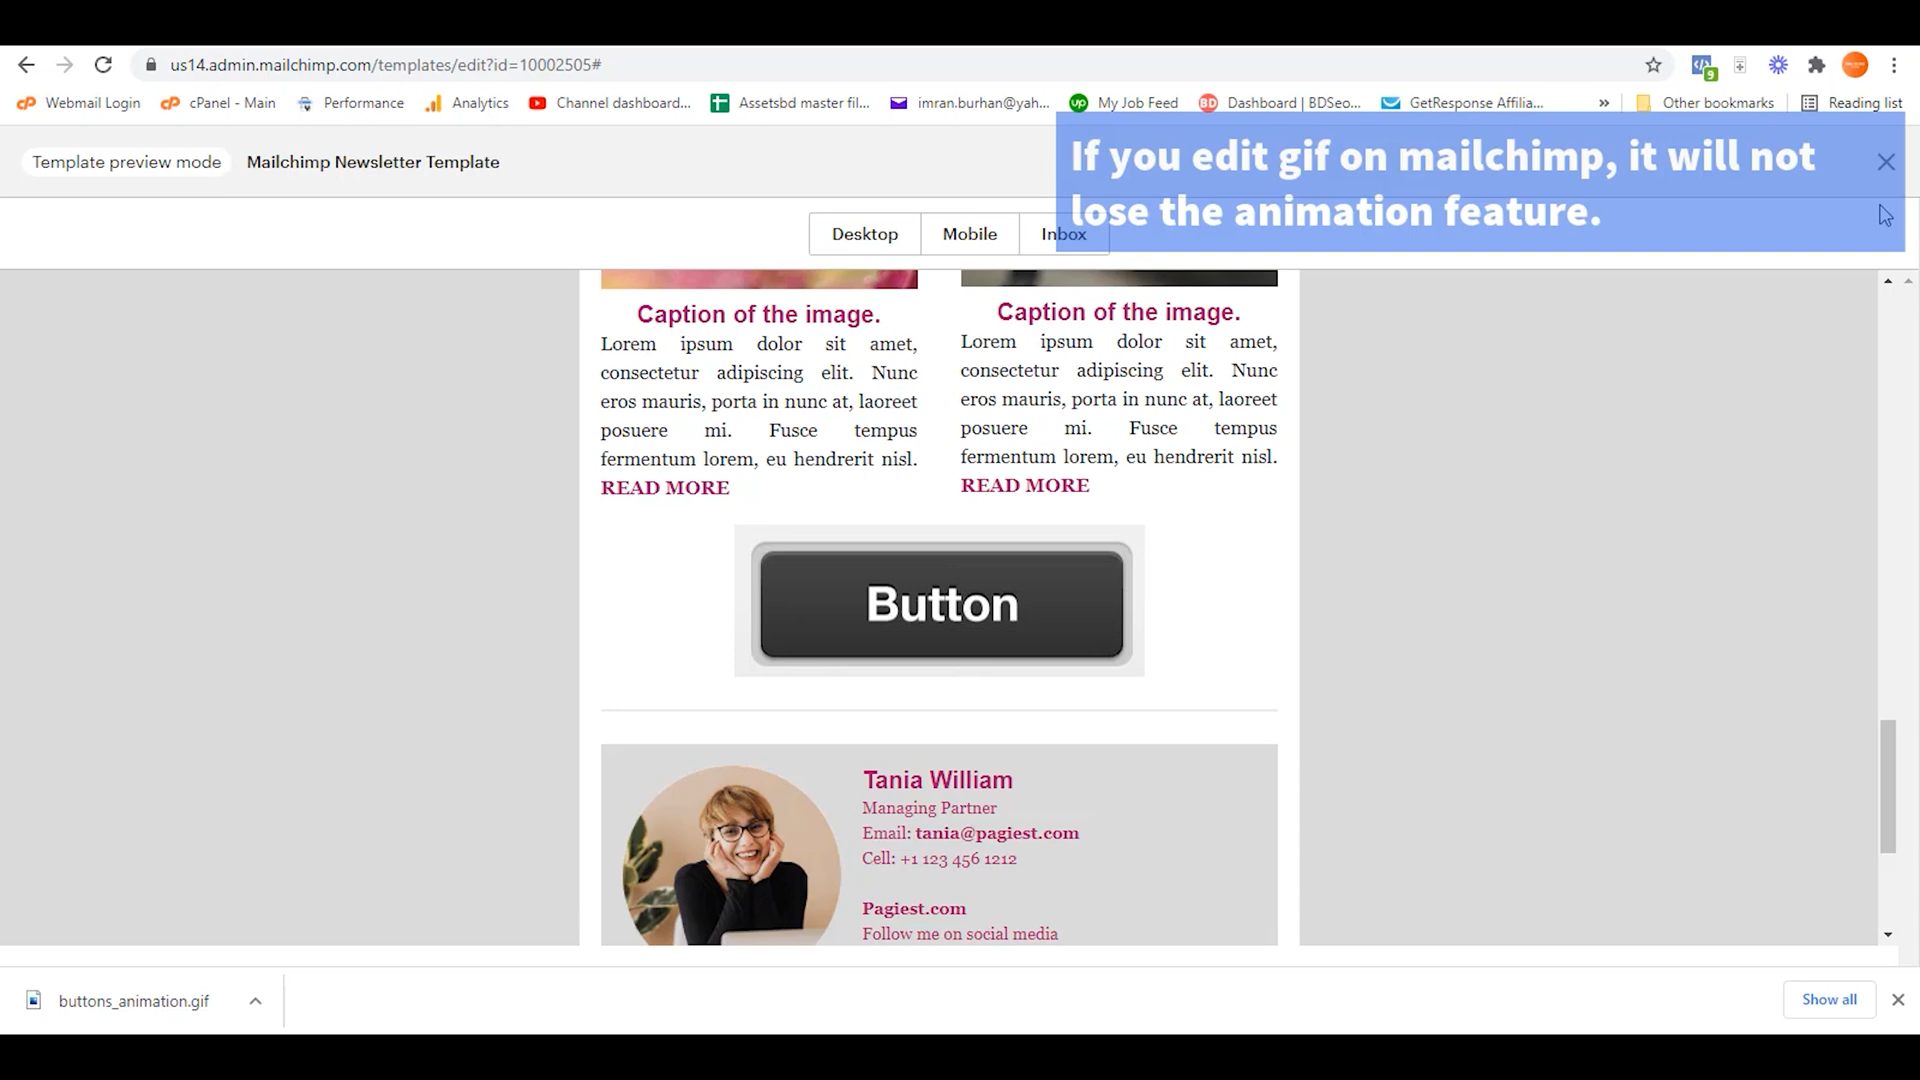 us14.admin.mailchimp.com/templates/edit?id=10002505#
9
Webmail Login
cPanel - Main
Performance
Analytics
Channel dashboard...
Assetsbd master fil...
imran.burhan@yah...
up
My Job Feed
BD
Dashboard | BDSeo...
GetResponse Affilia...
»
Other bookmarks
Reading list
If you edit gif on mailchimp, it will not
lose the animation feature.
Template preview mode
Mailchimp Newsletter Template
Desktop
Mobile
Inbox
Caption of the image.
Lorem ipsum dolor sit amet,
consectetur adipiscing elit. Nunc
eros mauris, porta in nunc at, laoreet
posuere mi. Fusce tempus
fermentum lorem, eu hendrerit nisl.
READ MORE
Caption of the image.
Lorem ipsum dolor sit amet,
consectetur adipiscing elit. Nunc
eros mauris, porta in nunc at, laoreet
posuere mi. Fusce tempus
fermentum lorem, eu hendrerit nisl.
READ MORE
Button
Tania William
Managing Partner
Email: tania@pagiest.com
Cell: +1 123 456 1212
Pagiest.com
Follow me on social media
buttons_animation.gif
Show all